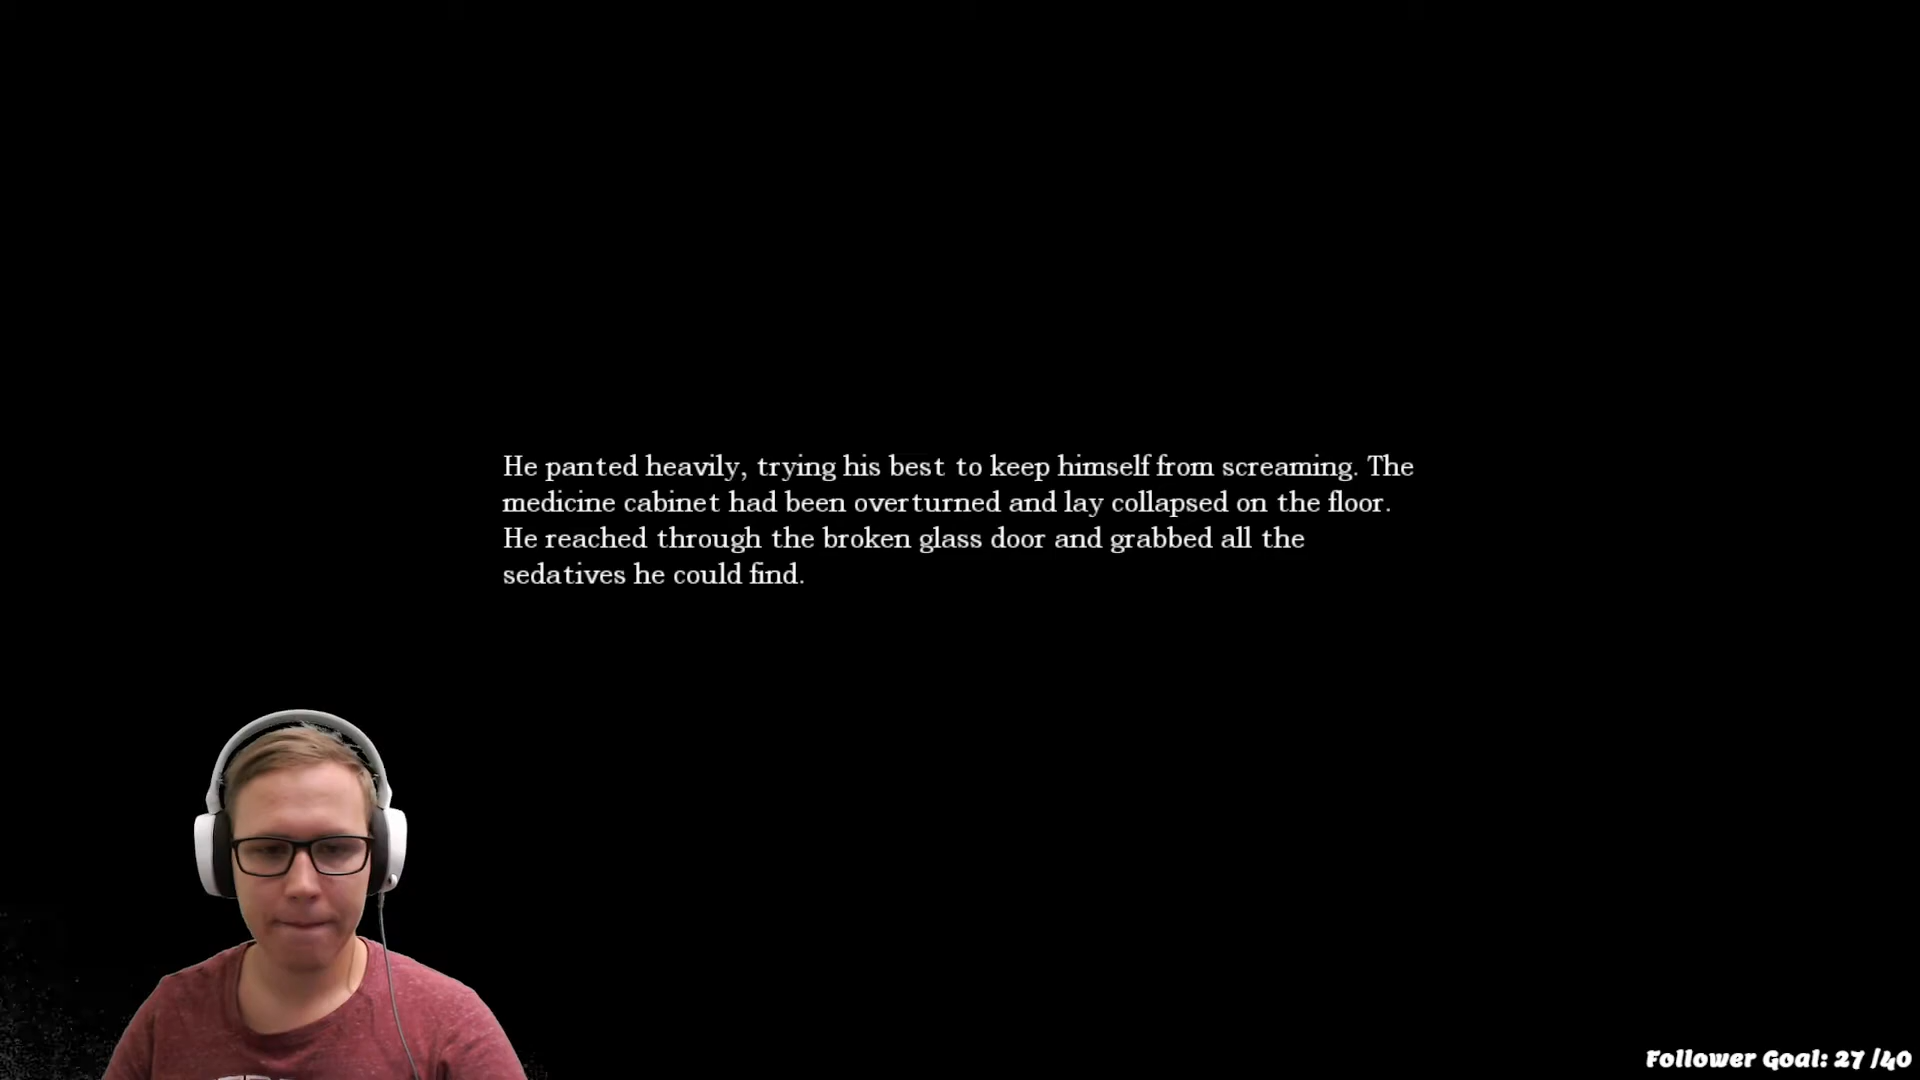 He panted heavily, trying his best to keep himself from screaming. The
medicine cabinet had been overturned and lay collapsed on the floor.
He reached through the broken glass door and grabbed all the
sedatives he could find.
Follower Goal: 27 /40